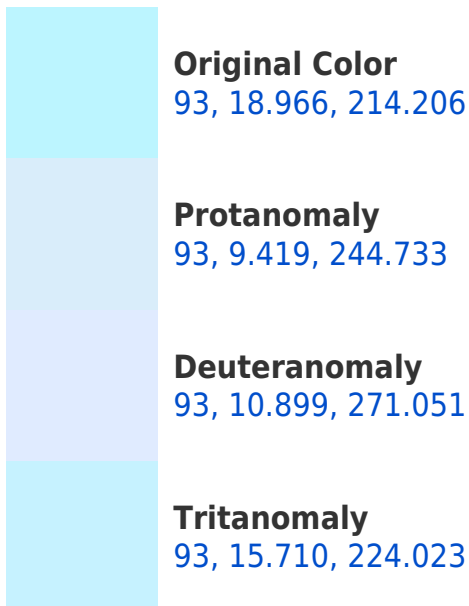 Original Color
93, 18.966, 214.206
Protanomaly
93, 9.419, 244.733
Deuteranomaly
93, 10.899, 271.051
Tritanomaly
93, 15.710, 224.023